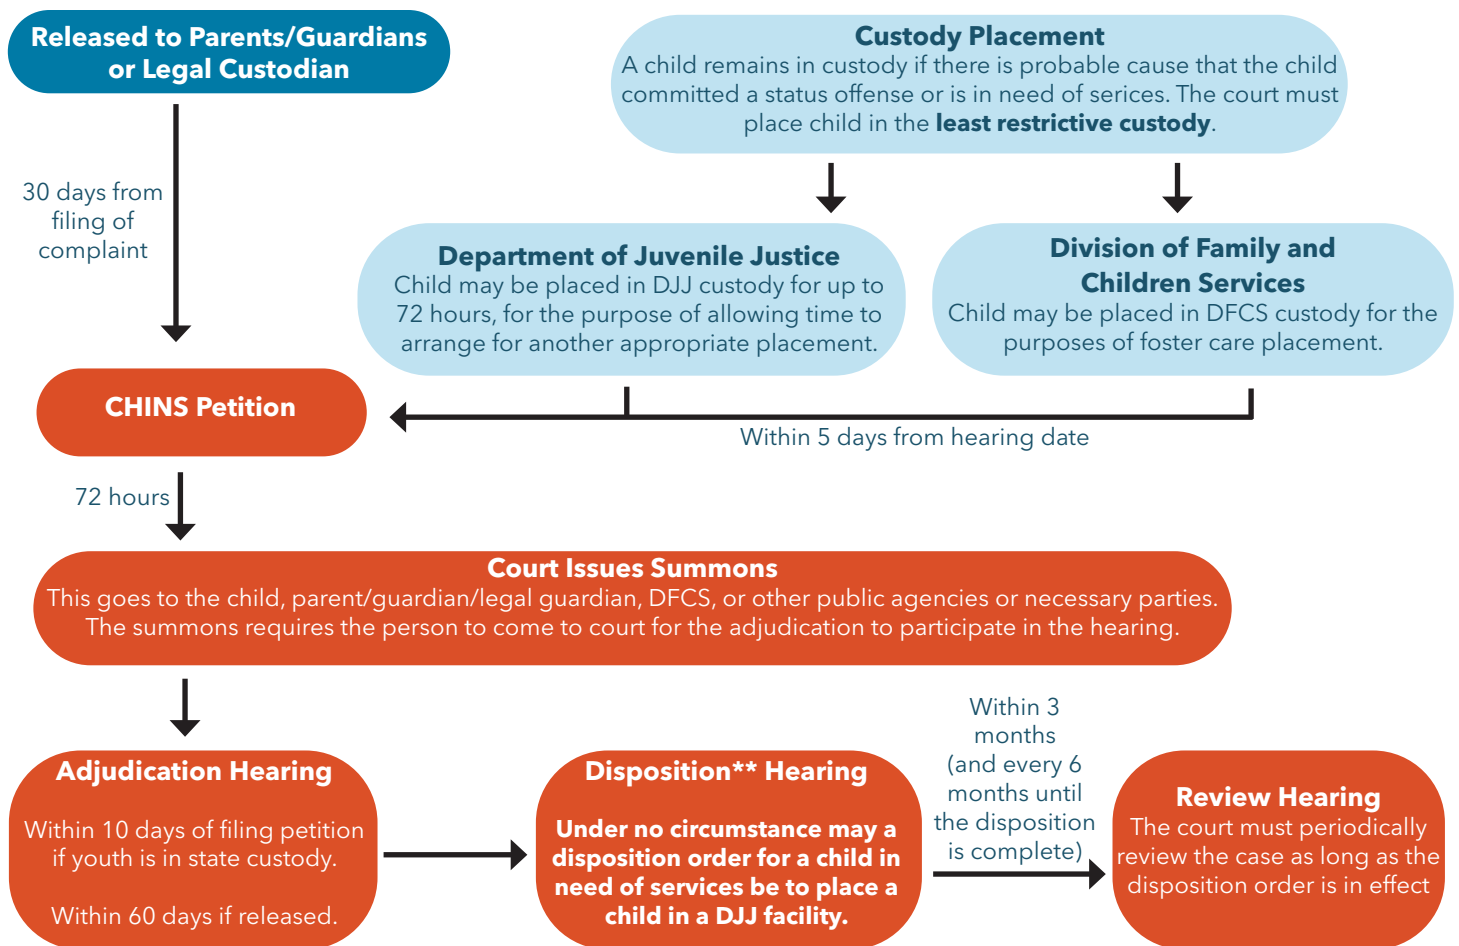 Released to Parents/Guardians
or Legal Custodian
Custody Placement
A child remains in custody if there is probable cause that the child
committed a status offense or is in need of serices. The court must
place child in the least restrictive custody.
30 days from
filing of
complaint
Department of Juvenile Justice
Child may be placed in DJJ custody for up to
72 hours, for the purpose of allowing time to
arrange for another appropriate placement.
Division of Family and
Children Services
Child may be placed in DFCS custody for the
purposes of foster care placement.
CHINS Petition
Within 5 days from hearing date
72 hours
Court Issues Summons
This goes to the child, parent/guardian/legal guardian, DFCS, or other public agencies or necessary parties.
The summons requires the person to come to court for the adjudication to participate in the hearing.
Adjudication Hearing
Within 10 days of filing petition
if youth is in state custody.
Within 60 days if released.
Disposition** Hearing
Under no circumstance may a
disposition order for a child in
need of services be to place a
child in a DJJ facility.
Within 3
months
(and every 6
months until
the disposition
is complete)
Review Hearing
The court must periodically
review the case as long as the
disposition order is in effect